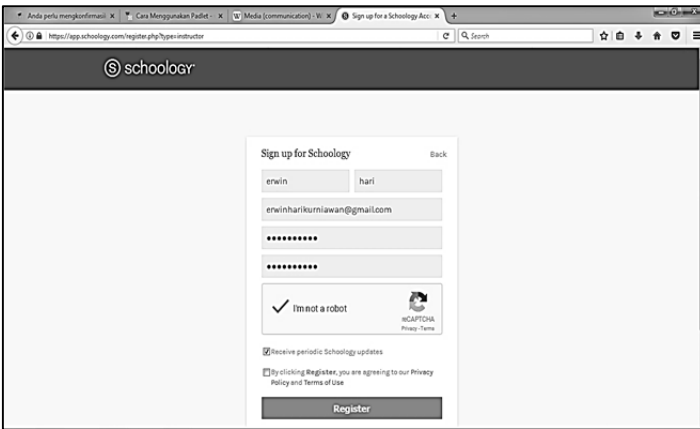 Anda perlu mengkonfirmasi
Cara Menggunakan Padlet -
Media (communication) - Wi
Sign up for a Schoology Acc
https://app.schoology.com/register.php?type=instructor
Search
schoology
Sign up for Schoology
Back
erwin
hari
erwinharikurniawan@gmail.com
I'm not a robot
reCAPTCHA
Privacy - Terms
Receive periodic Schoology updates
By clicking Register, you are agreeing to our Privacy
Policy and Terms of Use
Register